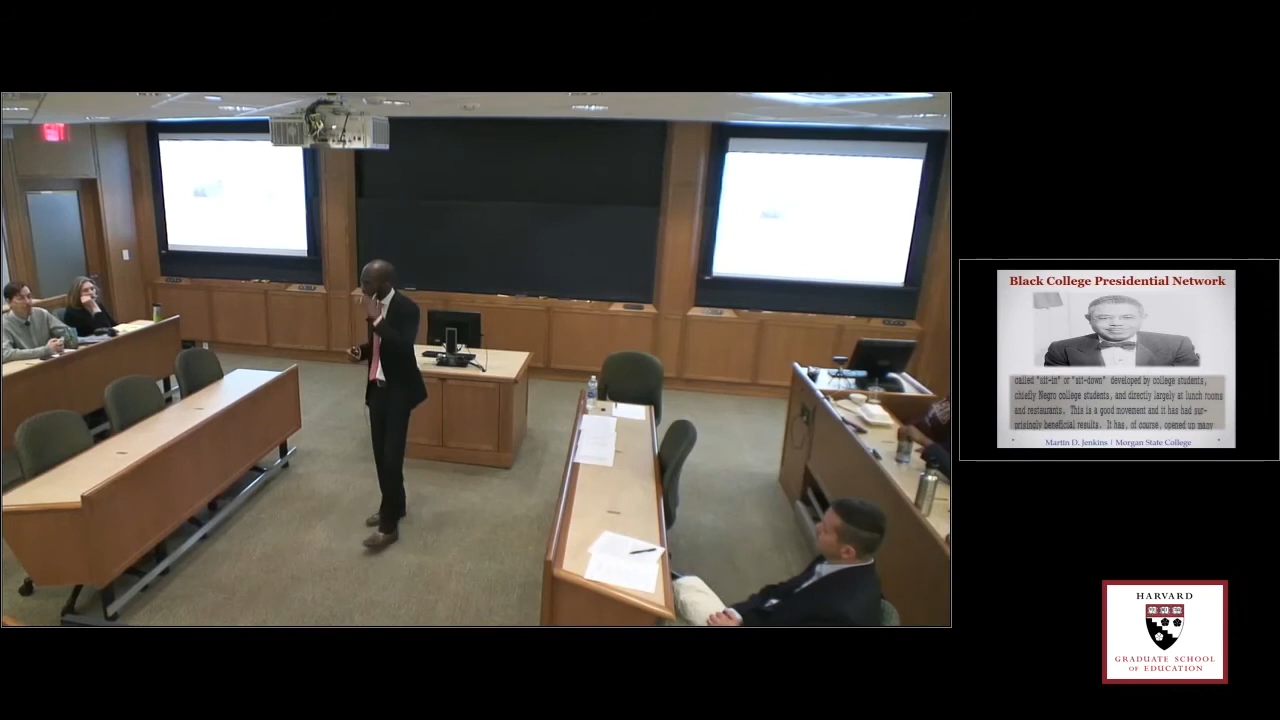 Black College Presidential Network
called "sit-in" or "sit-down" developed by college students,
chiefly Negro college students, and directly largely at lunch rooms
and restaurants. This is a good movement and it has had sur-
prisingly beneficial results. It has, of course, opened up many
Martin D. Jenkins | Morgan State College
HARVARD
GRADUATE SCHOOL
OF EDUCATION